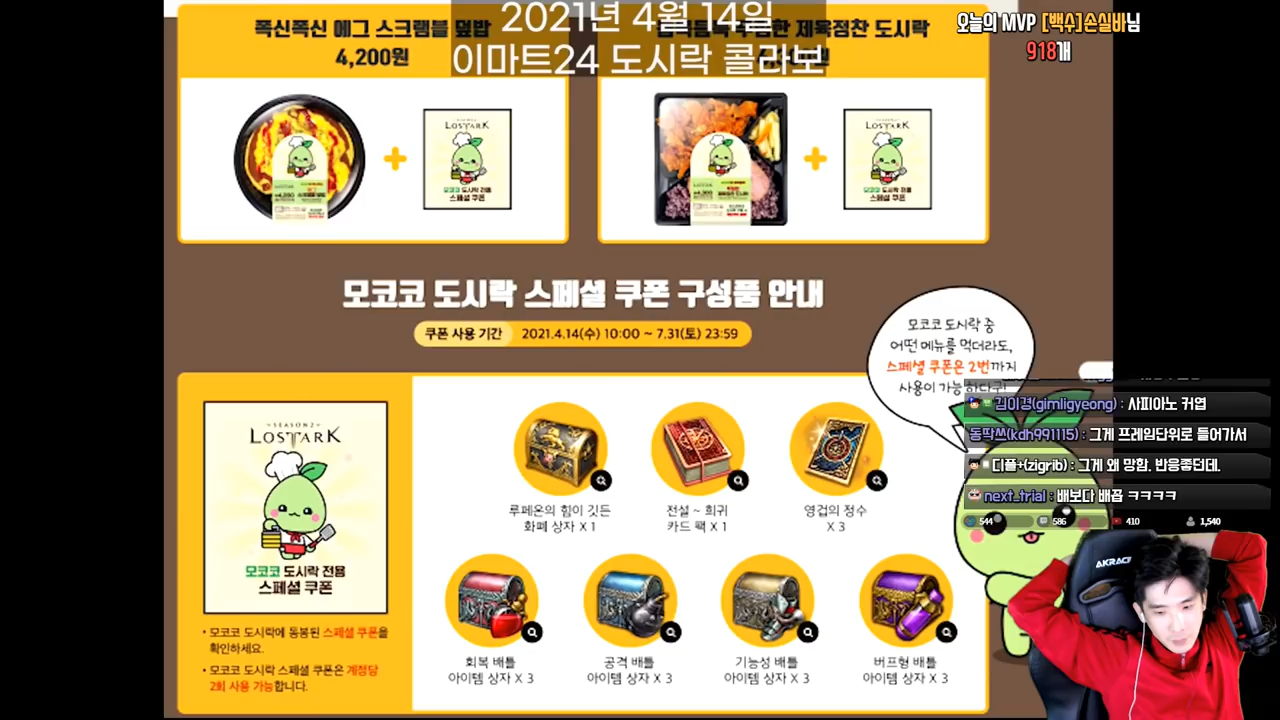 2021년 4월 14일
이마트24 도시락 콜라보
폭신폭신 에그 스크램블 덮밥
4,200원
제육정찬 도시락
오늘의 MVP [백수]손실바님
918개
LOSTARK
모코코 도시락 전용
스페셜 쿠폰
LOSTARK
모코코 도시락 전용
스페셜 쿠폰
모코코 도시락 스페셜 쿠폰 구성품 안내
쿠폰 사용 기간 2021.4.14(수) 10:00 ~ 7.31(토) 23:59
모코코 도시락 중
어떤 메뉴를 먹더라도,
스페셜 쿠폰은 2번까지
사용이 가능하다구!
SEASON2
LOSTARK
모코코 도시락 전용
스페셜 쿠폰
• 모코코 도시락에 동봉된 스페셜 쿠폰을
확인하세요.
• 모코코 도시락 스페셜 쿠폰은 계정당
2회 사용 가능합니다.
루페온의 힘이 깃든
화폐 상자 X 1
전설 ~ 희귀
카드 팩 X 1
영겁의 정수
X 3
회복 배틀
아이템 상자 X 3
공격 배틀
아이템 상자 X 3
기능성 배틀
아이템 상자 X 3
버프형 배틀
아이템 상자 X 3
김이경(gimligyeong) : 사피아노 커엽
동딱쓰(kdh991115) : 그게 프레임단위로 들어가서
디플+(zigrib) : 그게 왜 망함. 반응좋던데.
next_trial : 배보다 배꼽 ㅋㅋㅋㅋ
544 586 410 1,540
AKRACING